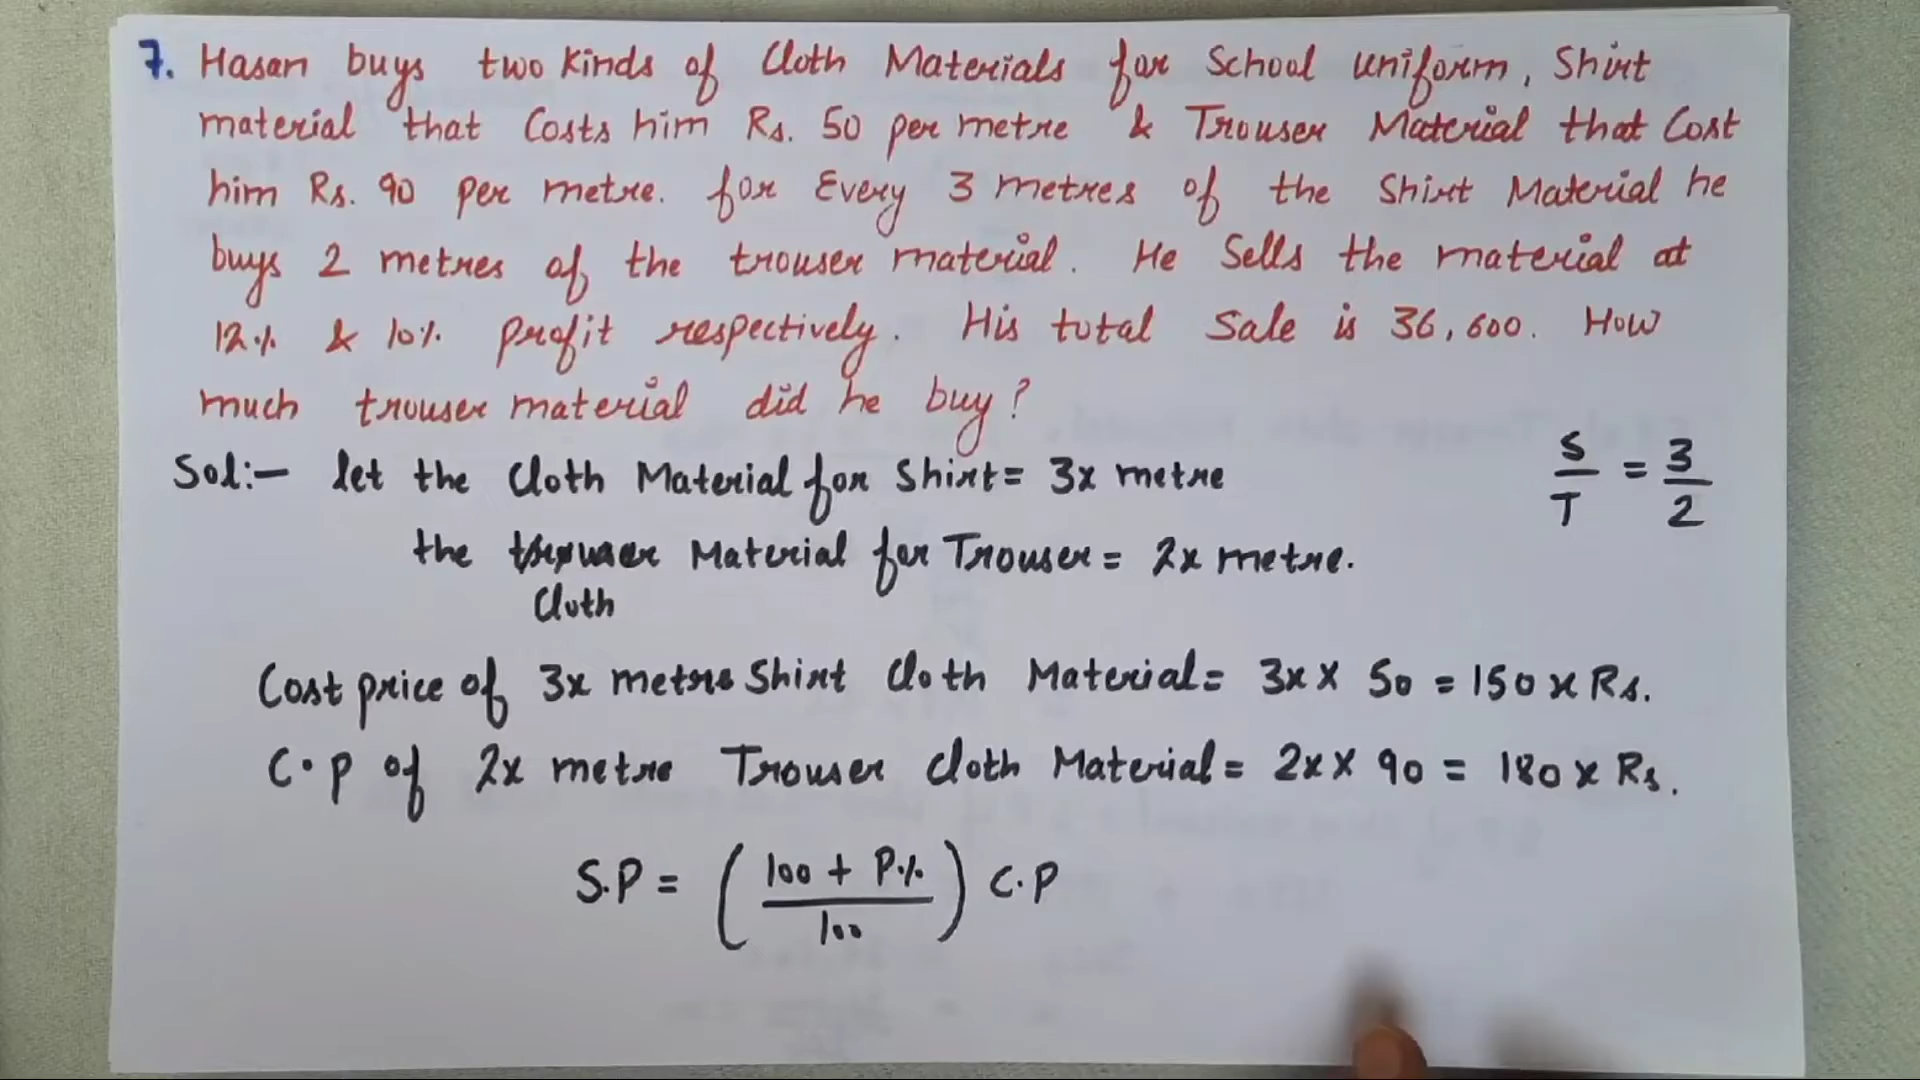 7. Hasan buys two kinds of Cloth Materials for School uniform, Shirt
material that Costs him Rs. 50 per metre & Trouser Material that Cost
him Rs. 90 per metre. for Every 3 metres of the Shirt Material he
buys 2 metres of the trouser material. He Sells the material at
12% & 10% profit respectively. His total Sale is 36,600. How
much trouser material did he buy?
Sol:- let the Cloth Material for Shirt = 3x metre
S/T = 3/2
the Material for Trouser = 2x metre.
Cloth
Cost price of 3x metre Shirt Cloth Material = 3x × 50 = 150x Rs.
C.p of 2x metre Trouser Cloth Material = 2x × 90 = 180x Rs.
S.P = (100 + P% / 100) C.P